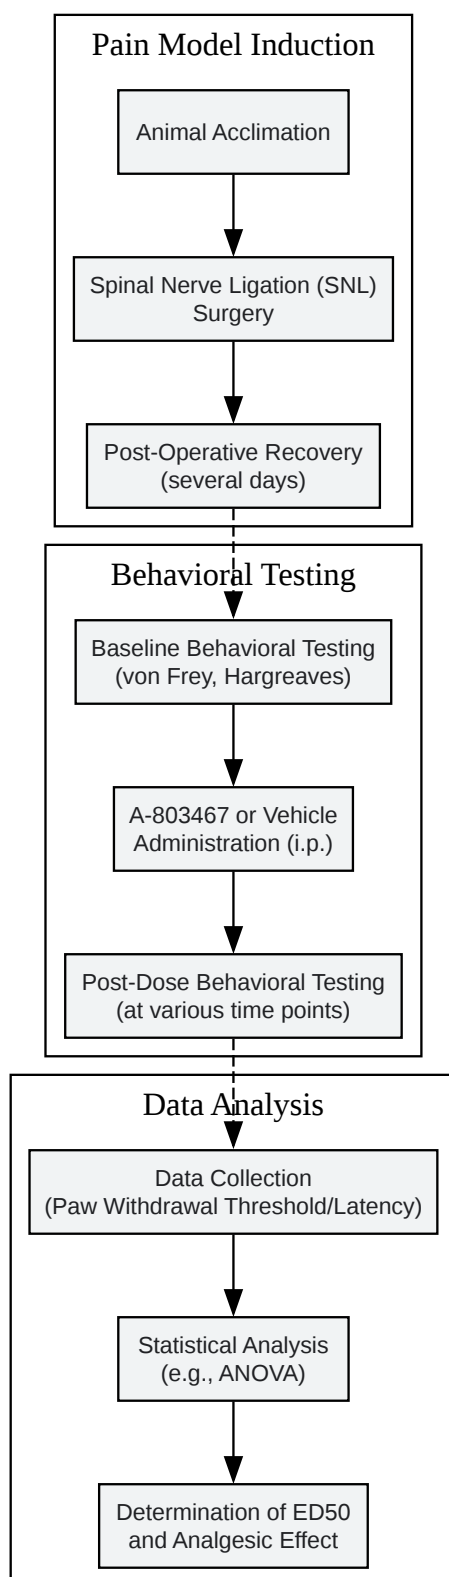 Pain Model Induction
Animal Acclimation
Spinal Nerve Ligation (SNL)
Surgery
Post-Operative Recovery
(several days)
Behavioral Testing
Baseline Behavioral Testing
(von Frey, Hargreaves)
A-803467 or Vehicle
Administration (i.p.)
Post-Dose Behavioral Testing
(at various time points)
Data Analysis
Data Collection
(Paw Withdrawal Threshold/Latency)
Statistical Analysis
(e.g., ANOVA)
Determination of ED50
and Analgesic Effect